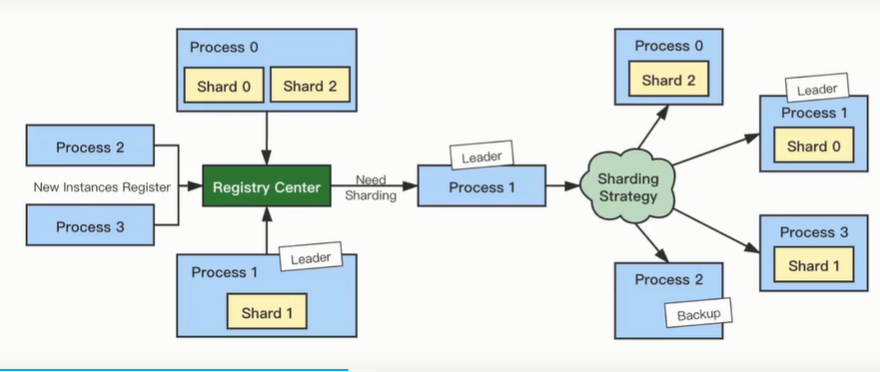 Process 0
Shard 0
Shard 2
Process 2
New Instances Register
Process 3
Registry Center
Process 1
Leader
Shard 1
Need
Sharding
Leader
Process 1
Sharding
Strategy
Process 0
Shard 2
Leader
Process 1
Shard 0
Process 3
Shard 1
Process 2
Backup